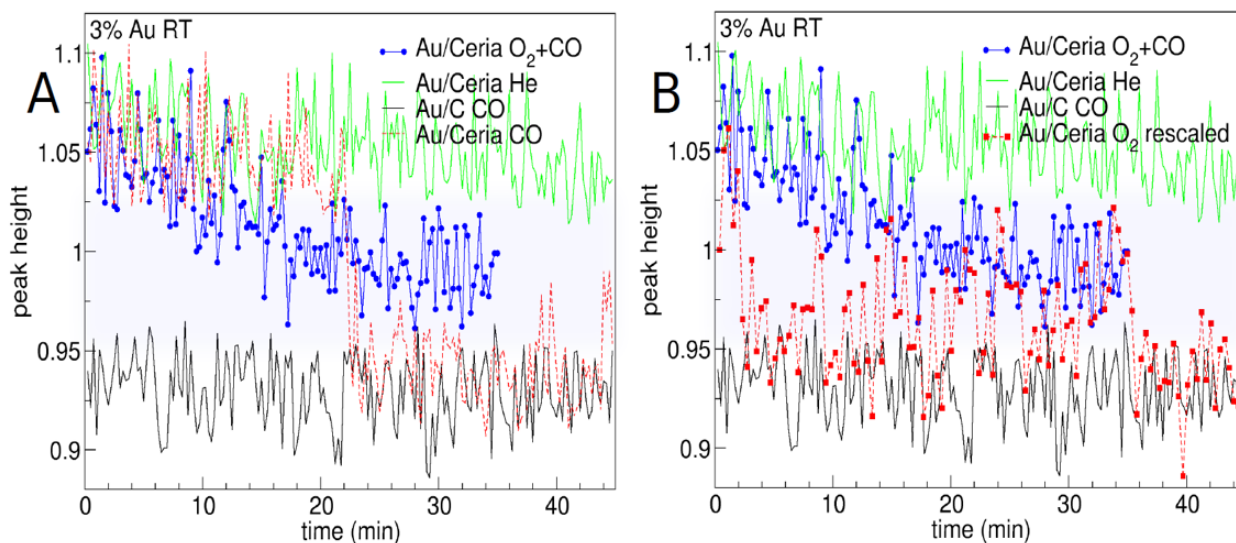 A
3% Au RT
Au/Ceria O₂+CO
Au/Ceria He
Au/C CO
Au/Ceria CO
1.1
1.05
1
0.95
0.9
peak height
0
10
20
30
40
time (min)
B
3% Au RT
Au/Ceria O₂+CO
Au/Ceria He
Au/C CO
Au/Ceria O₂ rescaled
1.1
1.05
1
0.95
0.9
peak height
0
10
20
30
40
time (min)